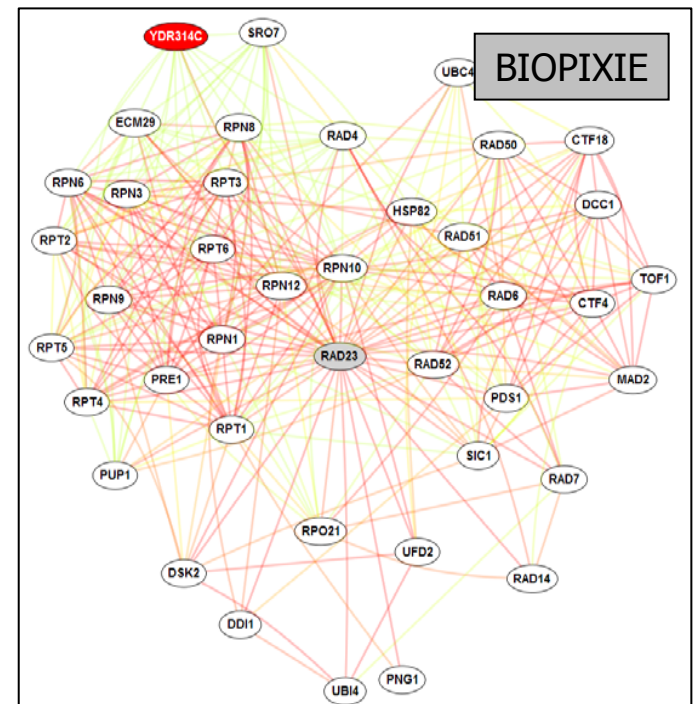 YDR314C
SRO7
UBC4
BIOPIXIE
ECM29
RPN8
RAD4
RAD50
CTF18
RPN6
RPN3
RPT3
HSP82
DCC1
RPT2
RPT6
RAD51
RPN10
TOF1
RPN9
RPN12
RAD6
CTF4
RPT5
RPN1
RAD23
RAD52
MAD2
RPT4
PRE1
PDS1
RPT1
SIC1
PUP1
RAD7
RPO21
UFD2
DSK2
RAD14
DDI1
UBI4
PNG1